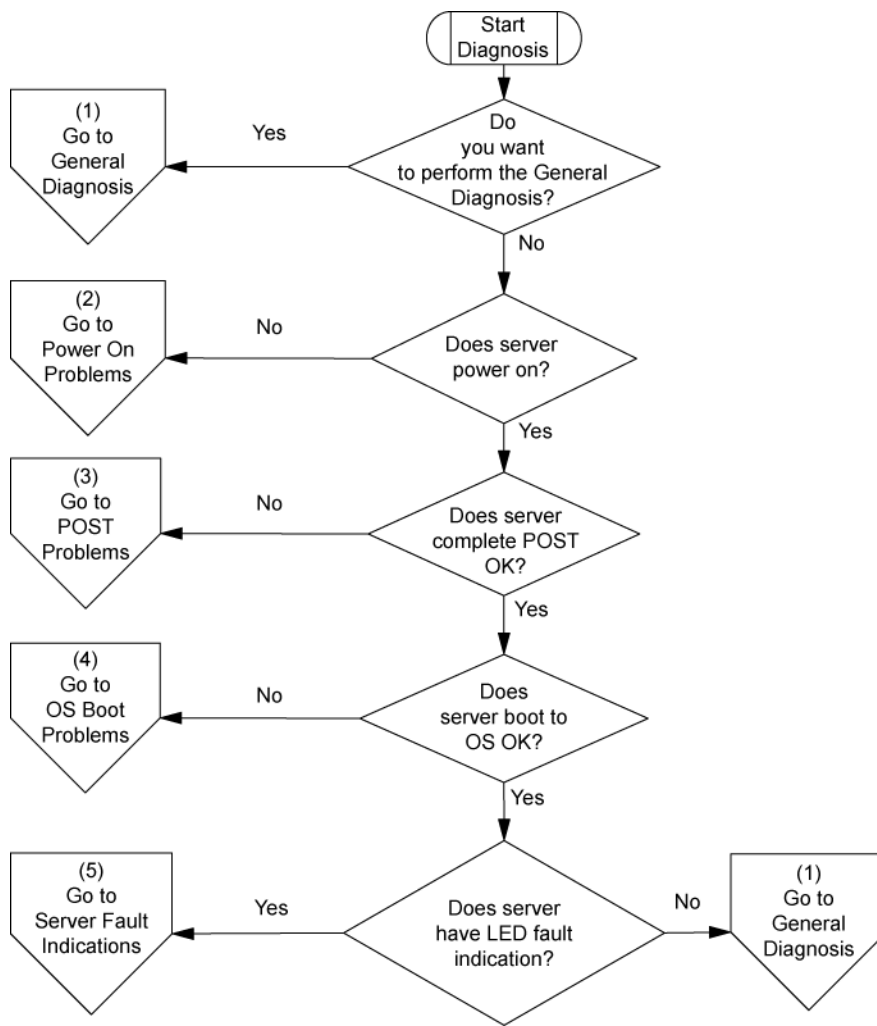 Start
Diagnosis
(1)
Go to
General
Diagnosis
Yes
Do
you want
to perform the General
Diagnosis?
No
(2)
Go to
Power On
Problems
No
Does server
power on?
Yes
(3)
Go to
POST
Problems
No
Does server
complete POST
OK?
Yes
(4)
Go to
OS Boot
Problems
No
Does
server boot to
OS OK?
Yes
(5)
Go to
Server Fault
Indications
Yes
Does server
have LED fault
indication?
No
(1)
Go to
General
Diagnosis